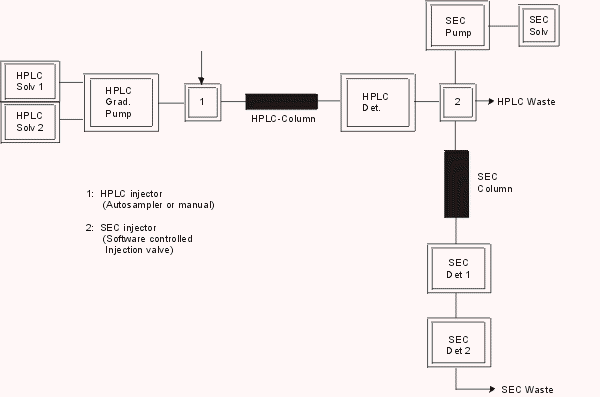 SEC
Pump
SEC
Solv
HPLC
Solv 1
HPLC
Solv 2
HPLC
Grad.
Pump
1
HPLC-Column
HPLC
Det.
2
HPLC Waste
SEC
Column
1: HPLC injector
(Autosampler or manual)
2: SEC injector
(Software controlled
Injection valve)
SEC
Det 1
SEC
Det 2
SEC Waste